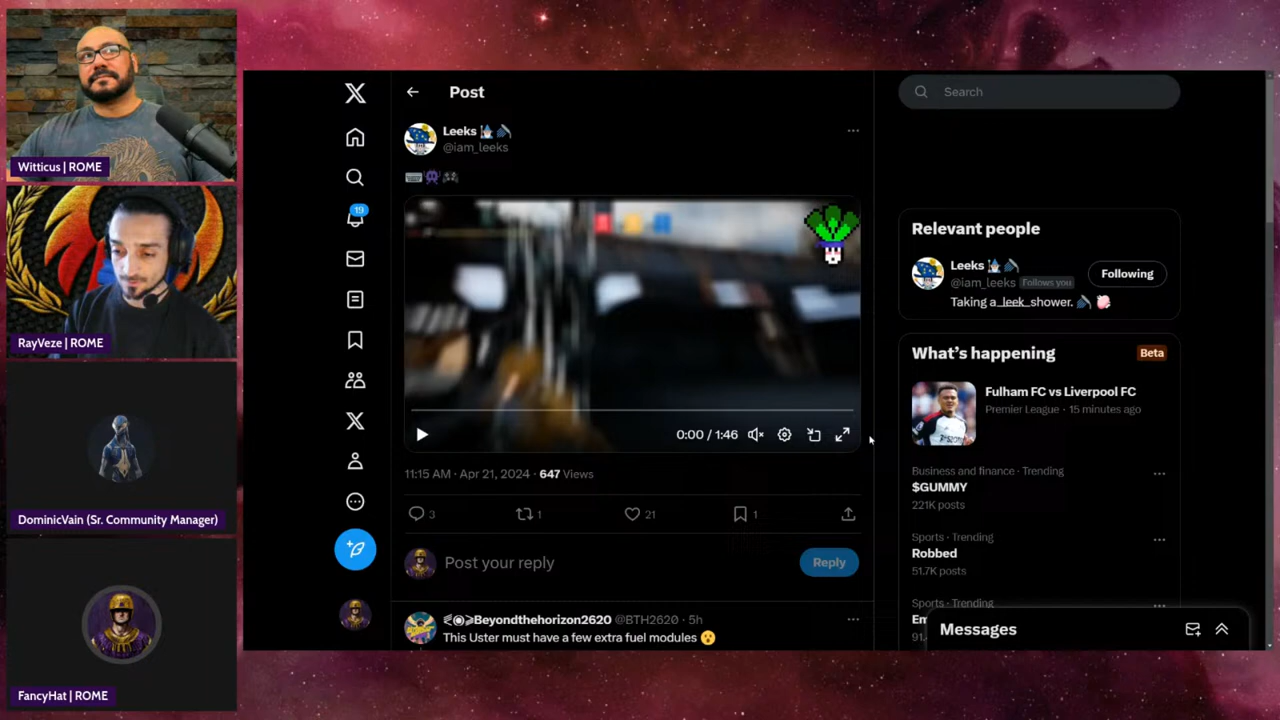 Witticus | ROME
RayVeze | ROME
DominicVain (Sr. Community Manager)
FancyHat | ROME
19
Post
Leeks
@iam_leeks
0:00 / 1:46
11:15 AM · Apr 21, 2024 · 647 Views
3
1
21
1
Post your reply
Reply
Beyondthehorizon2620 @BTH2620 · 5h
This Uster must have a few extra fuel modules 😮
Search
Relevant people
Leeks
@iam_leeks Follows you
Following
Taking a_leek_shower.
What's happening
Beta
Fulham FC vs Liverpool FC
Premier League · 15 minutes ago
Business and finance · Trending
$GUMMY
221K posts
Sports · Trending
Robbed
51.7K posts
Sports · Trending
Messages